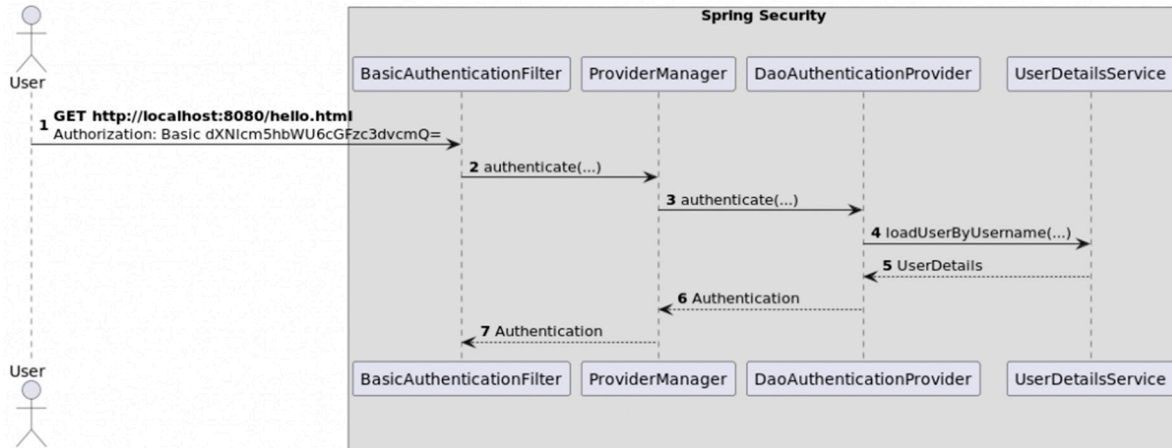 Spring Security
User
BasicAuthenticationFilter
ProviderManager
DaoAuthenticationProvider
UserDetailsService
1 GET http://localhost:8080/hello.html
Authorization: Basic dXNlcm5hbWU6cGFzc3dvcmQ=
2 authenticate(...)
3 authenticate(...)
4 loadUserByUsername(...)
5 UserDetails
6 Authentication
7 Authentication
User
BasicAuthenticationFilter
ProviderManager
DaoAuthenticationProvider
UserDetailsService